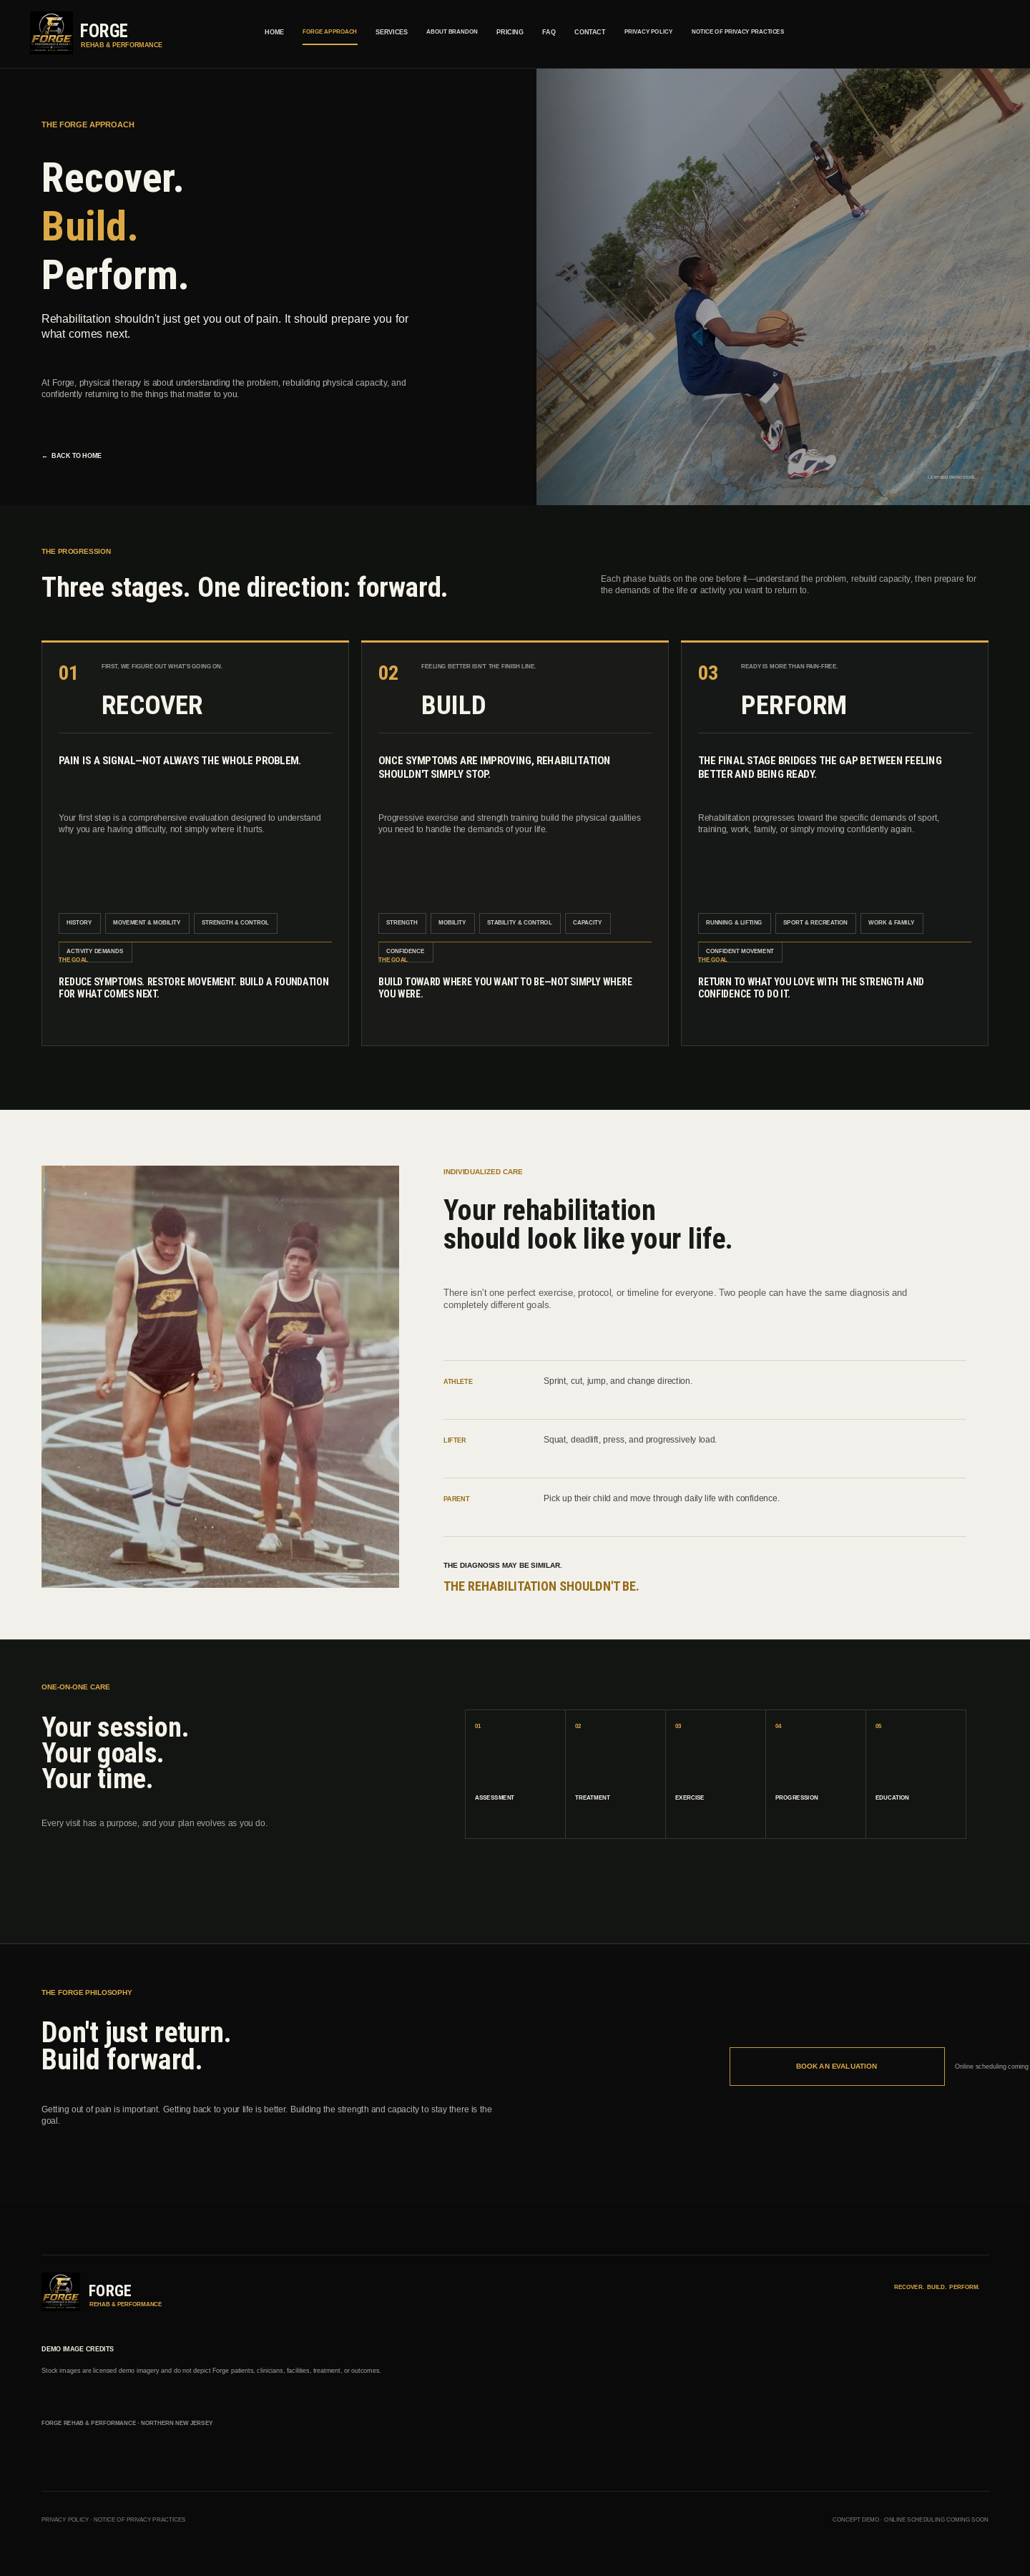 FORGE
FORGE
REHAB & PERFORMANCE
HOME
FORGE APPROACH
SERVICES
ABOUT BRANDON
PRICING
FAQ
CONTACT
PRIVACY POLICY
NOTICE OF PRIVACY PRACTICES
THE FORGE APPROACH
Recover.
Build.
Perform.
Rehabilitation shouldn't just get you out of pain. It should prepare you for
what comes next.
At Forge, physical therapy is about understanding the problem, rebuilding physical capacity, and
confidently returning to the things that matter to you.
← BACK TO HOME
Licensed demo stock.
THE PROGRESSION
Three stages. One direction: forward.
Each phase builds on the one before it—understand the problem, rebuild capacity, then prepare for
the demands of the life or activity you want to return to.
01
FIRST, WE FIGURE OUT WHAT'S GOING ON.
RECOVER
PAIN IS A SIGNAL—NOT ALWAYS THE WHOLE PROBLEM.
Your first step is a comprehensive evaluation designed to understand
why you are having difficulty, not simply where it hurts.
HISTORY
MOVEMENT & MOBILITY
STRENGTH & CONTROL
ACTIVITY DEMANDS
THE GOAL
REDUCE SYMPTOMS. RESTORE MOVEMENT. BUILD A FOUNDATION
FOR WHAT COMES NEXT.
02
FEELING BETTER ISN'T THE FINISH LINE.
BUILD
ONCE SYMPTOMS ARE IMPROVING, REHABILITATION
SHOULDN'T SIMPLY STOP.
Progressive exercise and strength training build the physical qualities
you need to handle the demands of your life.
STRENGTH
MOBILITY
STABILITY & CONTROL
CAPACITY
CONFIDENCE
THE GOAL
BUILD TOWARD WHERE YOU WANT TO BE—NOT SIMPLY WHERE
YOU WERE.
03
READY IS MORE THAN PAIN-FREE.
PERFORM
THE FINAL STAGE BRIDGES THE GAP BETWEEN FEELING
BETTER AND BEING READY.
Rehabilitation progresses toward the specific demands of sport,
training, work, family, or simply moving confidently again.
RUNNING & LIFTING
SPORT & RECREATION
WORK & FAMILY
CONFIDENT MOVEMENT
THE GOAL
RETURN TO WHAT YOU LOVE WITH THE STRENGTH AND
CONFIDENCE TO DO IT.
INDIVIDUALIZED CARE
Your rehabilitation
should look like your life.
There isn't one perfect exercise, protocol, or timeline for everyone. Two people can have the same diagnosis and
completely different goals.
ATHLETE
Sprint, cut, jump, and change direction.
LIFTER
Squat, deadlift, press, and progressively load.
PARENT
Pick up their child and move through daily life with confidence.
THE DIAGNOSIS MAY BE SIMILAR.
THE REHABILITATION SHOULDN'T BE.
ONE-ON-ONE CARE
Your session.
Your goals.
Your time.
Every visit has a purpose, and your plan evolves as you do.
01
ASSESSMENT
02
TREATMENT
03
EXERCISE
04
PROGRESSION
05
EDUCATION
THE FORGE PHILOSOPHY
Don't just return.
Build forward.
Getting out of pain is important. Getting back to your life is better. Building the strength and capacity to stay there is the
goal.
BOOK AN EVALUATION
Online scheduling coming
FORGE
FORGE
REHAB & PERFORMANCE
RECOVER. BUILD. PERFORM.
DEMO IMAGE CREDITS
Stock images are licensed demo imagery and do not depict Forge patients, clinicians, facilities, treatment, or outcomes.
FORGE REHAB & PERFORMANCE · NORTHERN NEW JERSEY
PRIVACY POLICY · NOTICE OF PRIVACY PRACTICES
CONCEPT DEMO · ONLINE SCHEDULING COMING SOON